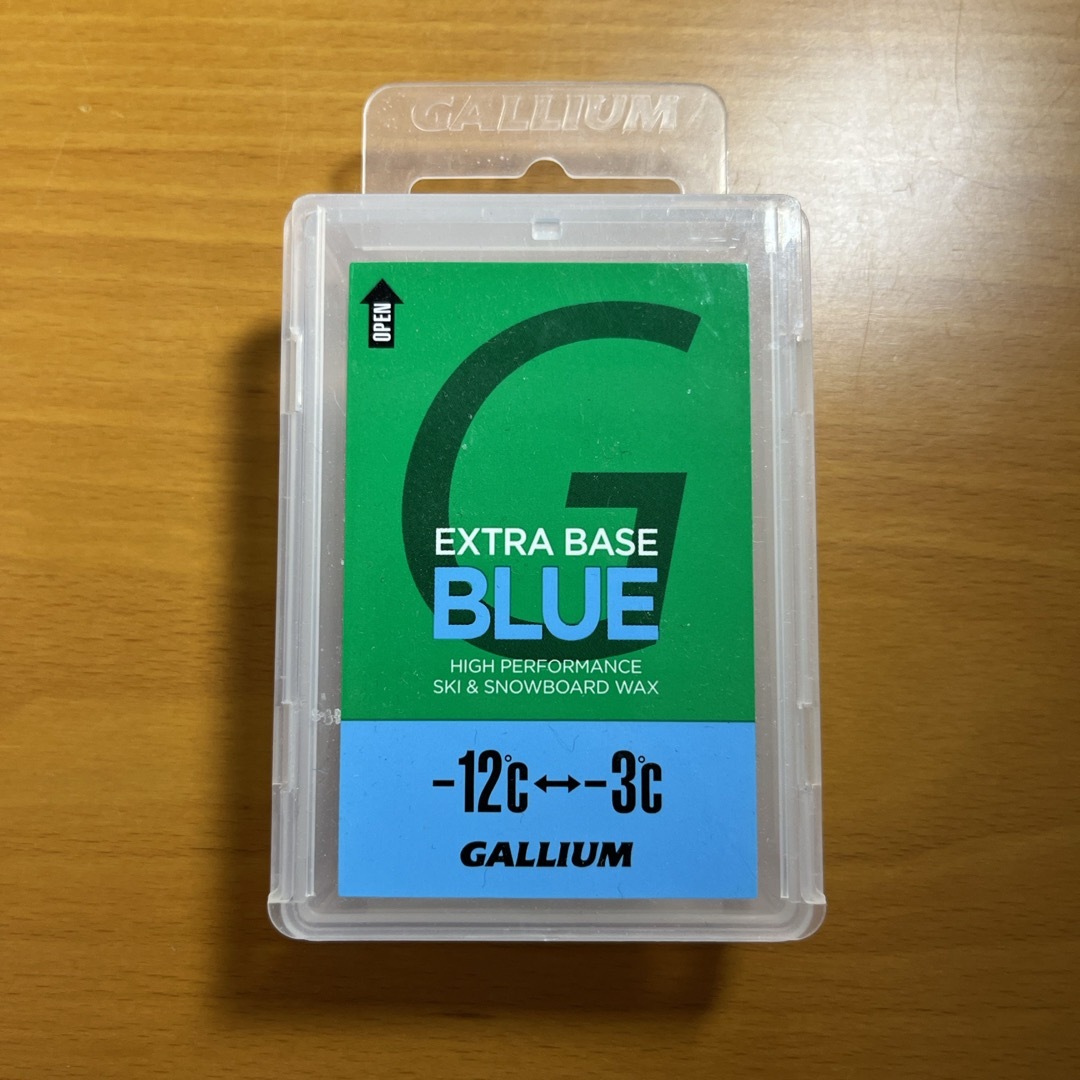 GALLIUM
OPEN
G
EXTRA BASE
BLUE
HIGH PERFORMANCE
SKI & SNOWBOARD WAX
-12℃↔-3℃
GALLIUM